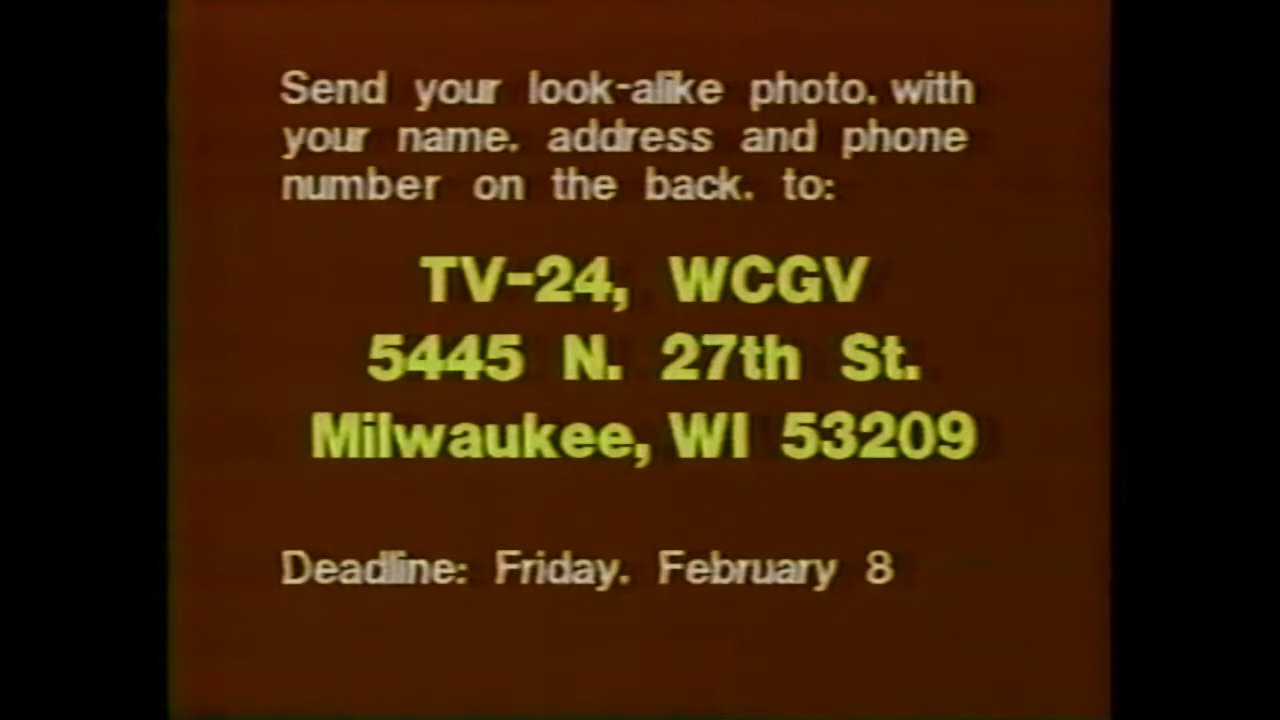 Send your look-alike photo, with
your name, address and phone
number on the back, to:
TV-24, WCGV
5445 N. 27th St.
Milwaukee, WI 53209
Deadline: Friday, February 8